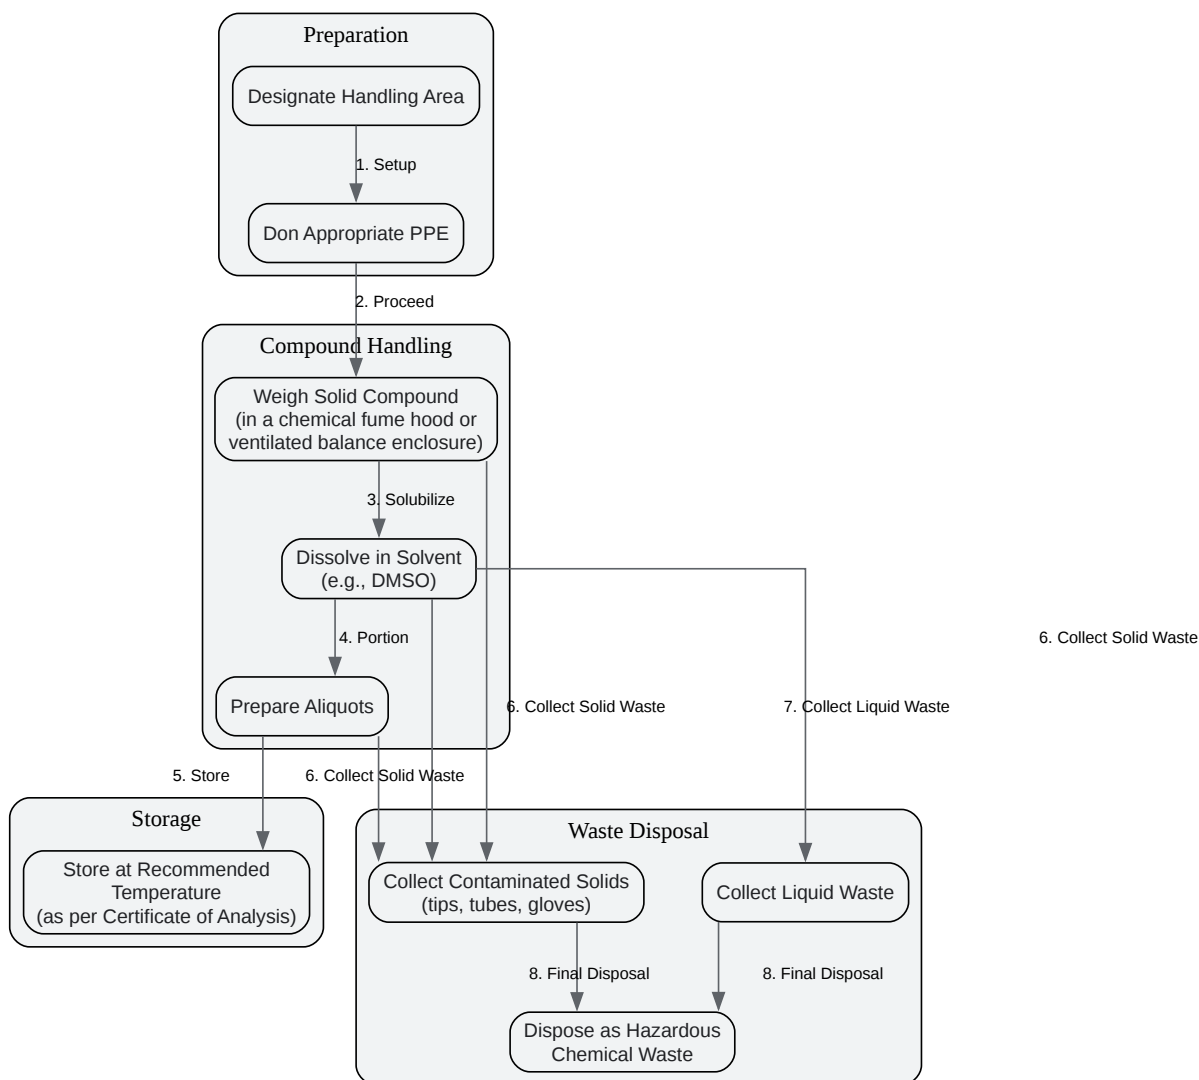 Preparation
Designate Handling Area
1. Setup
Don Appropriate PPE
2. Proceed
Compound Handling
Weigh Solid Compound
(in a chemical fume hood or
ventilated balance enclosure)
3. Solubilize
Dissolve in Solvent
(e.g., DMSO)
4. Portion
6. Collect Solid Waste
Prepare Aliquots
6. Collect Solid Waste
7. Collect Liquid Waste
5. Store
6. Collect Solid Waste
Storage
Store at Recommended
Temperature
(as per Certificate of Analysis)
Waste Disposal
Collect Contaminated Solids
(tips, tubes, gloves)
Collect Liquid Waste
8. Final Disposal
8. Final Disposal
Dispose as Hazardous
Chemical Waste